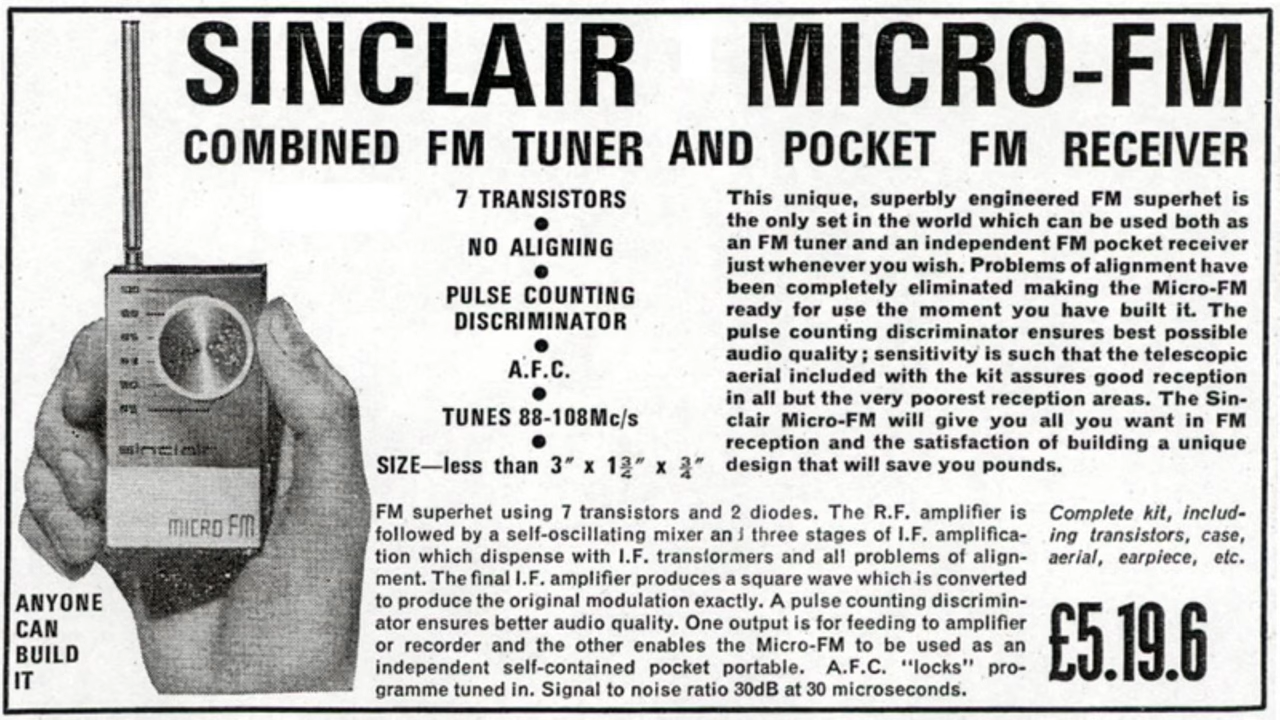 SINCLAIR MICRO-FM
COMBINED FM TUNER AND POCKET FM RECEIVER
7 TRANSISTORS
●
NO ALIGNING
●
PULSE COUNTING
DISCRIMINATOR
●
A.F.C.
●
TUNES 88-108Mc/s
●
SIZE—less than 3″ x 1¾″ x ¾″
This unique, superbly engineered FM superhet is
the only set in the world which can be used both as
an FM tuner and an independent FM pocket receiver
just whenever you wish. Problems of alignment have
been completely eliminated making the Micro-FM
ready for use the moment you have built it. The
pulse counting discriminator ensures best possible
audio quality; sensitivity is such that the telescopic
aerial included with the kit assures good reception
in all but the very poorest reception areas. The Sin-
clair Micro-FM will give you all you want in FM
reception and the satisfaction of building a unique
design that will save you pounds.
sinclair
MICRO FM
ANYONE
CAN
BUILD
IT
FM superhet using 7 transistors and 2 diodes. The R.F. amplifier is
followed by a self-oscillating mixer and three stages of I.F. amplifica-
tion which dispense with I.F. transformers and all problems of align-
ment. The final I.F. amplifier produces a square wave which is converted
to produce the original modulation exactly. A pulse counting discrimin-
ator ensures better audio quality. One output is for feeding to amplifier
or recorder and the other enables the Micro-FM to be used as an
independent self-contained pocket portable. A.F.C. "locks" pro-
gramme tuned in. Signal to noise ratio 30dB at 30 microseconds.
Complete kit, includ-
ing transistors, case,
aerial, earpiece, etc.
£5.19.6